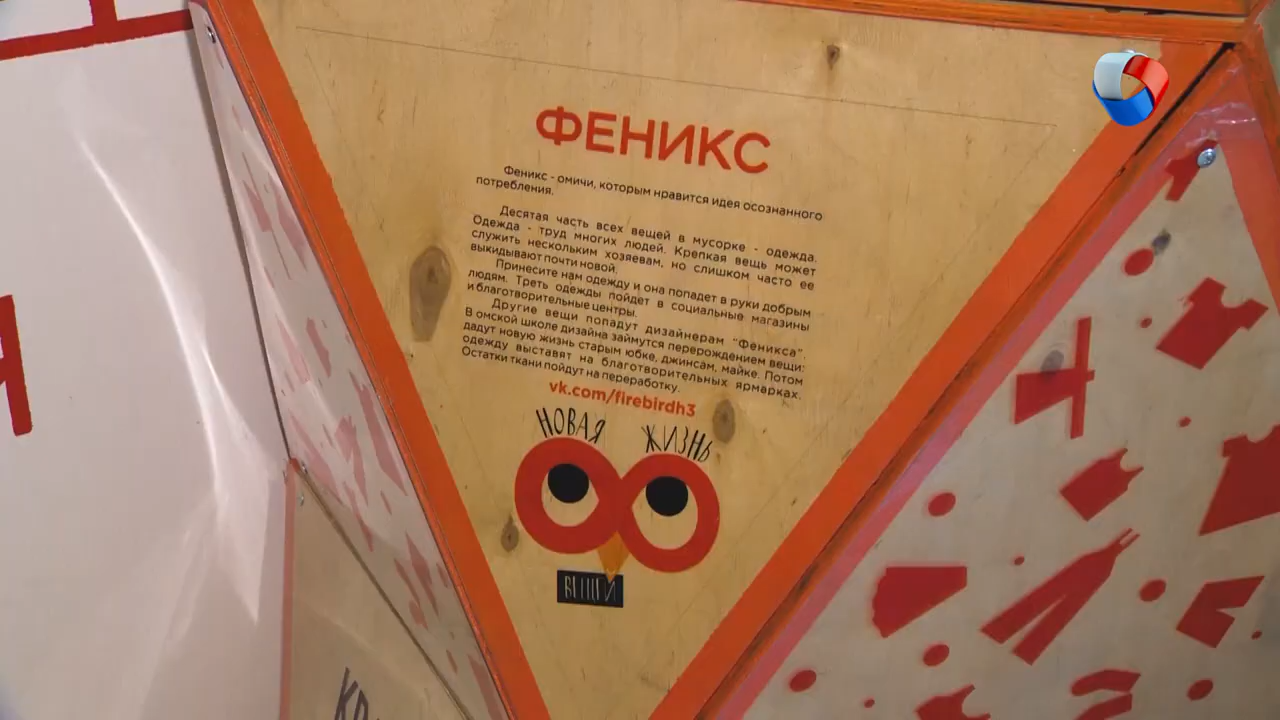 ФЕНИКС
Феникс - омичи, которым нравится идея осознанного
потребления.
Десятая часть всех вещей в мусорке - одежда.
Одежда - труд многих людей. Крепкая вещь может
служить нескольким хозяевам, но слишком часто ее
выкидывают почти новой.
Принесите нам одежду и она попадет в руки добрым
людям. Треть одежды пойдет в социальные магазины
и благотворительные центры.
Другие вещи попадут дизайнерам "Феникса".
В омской школе дизайна займутся перерождением вещи:
дадут новую жизнь старым юбке, джинсам, майке. Потом
одежду выставят на благотворительных ярмарках.
Остатки ткани пойдут на переработку.
vk.com/firebirdh3
НОВАЯ ЖИЗНЬ
ВЕЩЕЙ